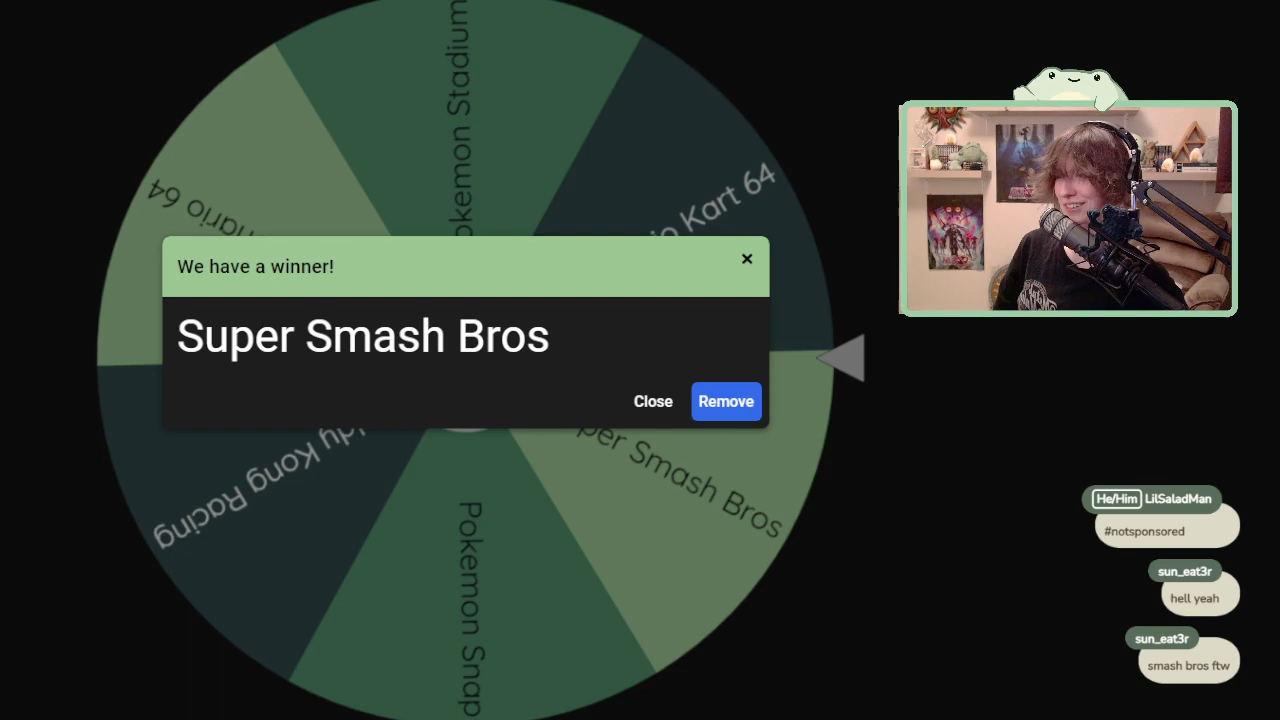 Pokemon Stadium
Kart 64
ario 64
We have a winner!
×
Super Smash Bros
Close
Remove
Kong Racing
per Smash Bros
Pokemon Snap
He/Him LilSaladMan
#notsponsored
sun_eat3r
hell yeah
sun_eat3r
smash bros ftw